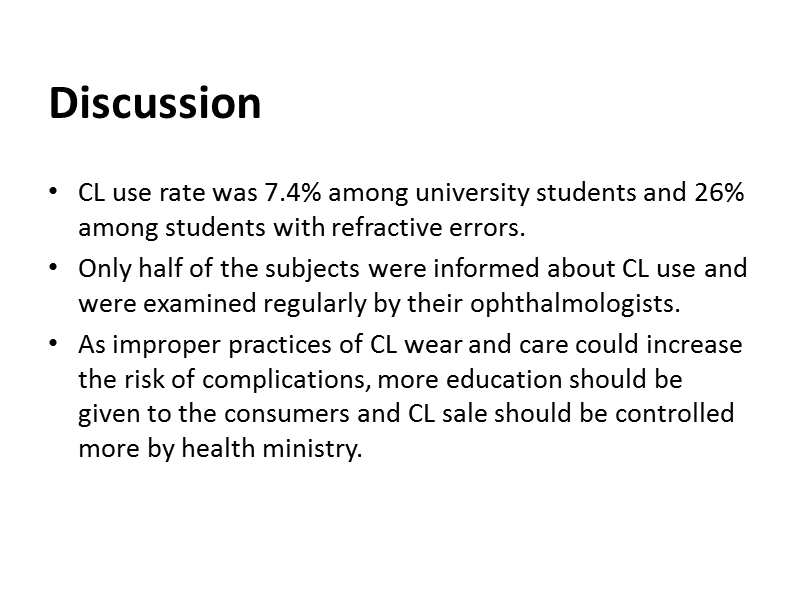 Discussion
• CL use rate was 7.4% among university students and 26%
among students with refractive errors.
• Only half of the subjects were informed about CL use and
were examined regularly by their ophthalmologists.
• As improper practices of CL wear and care could increase
the risk of complications, more education should be
given to the consumers and CL sale should be controlled
more by health ministry.